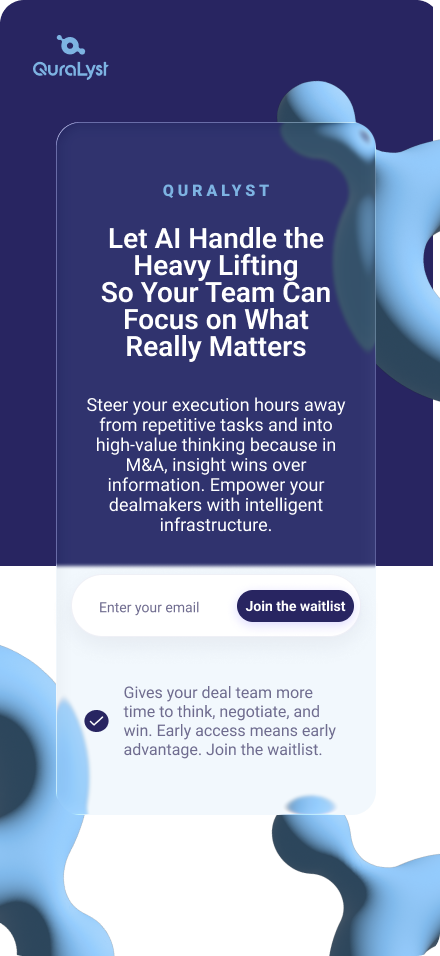 QuraLyst
QURALYST
Let AI Handle the
Heavy Lifting
So Your Team Can
Focus on What
Really Matters
Steer your execution hours away
from repetitive tasks and into
high-value thinking because in
M&A, insight wins over
information. Empower your
dealmakers with intelligent
infrastructure.
Enter your email
Join the waitlist
Gives your deal team more
time to think, negotiate, and
win. Early access means early
advantage. Join the waitlist.